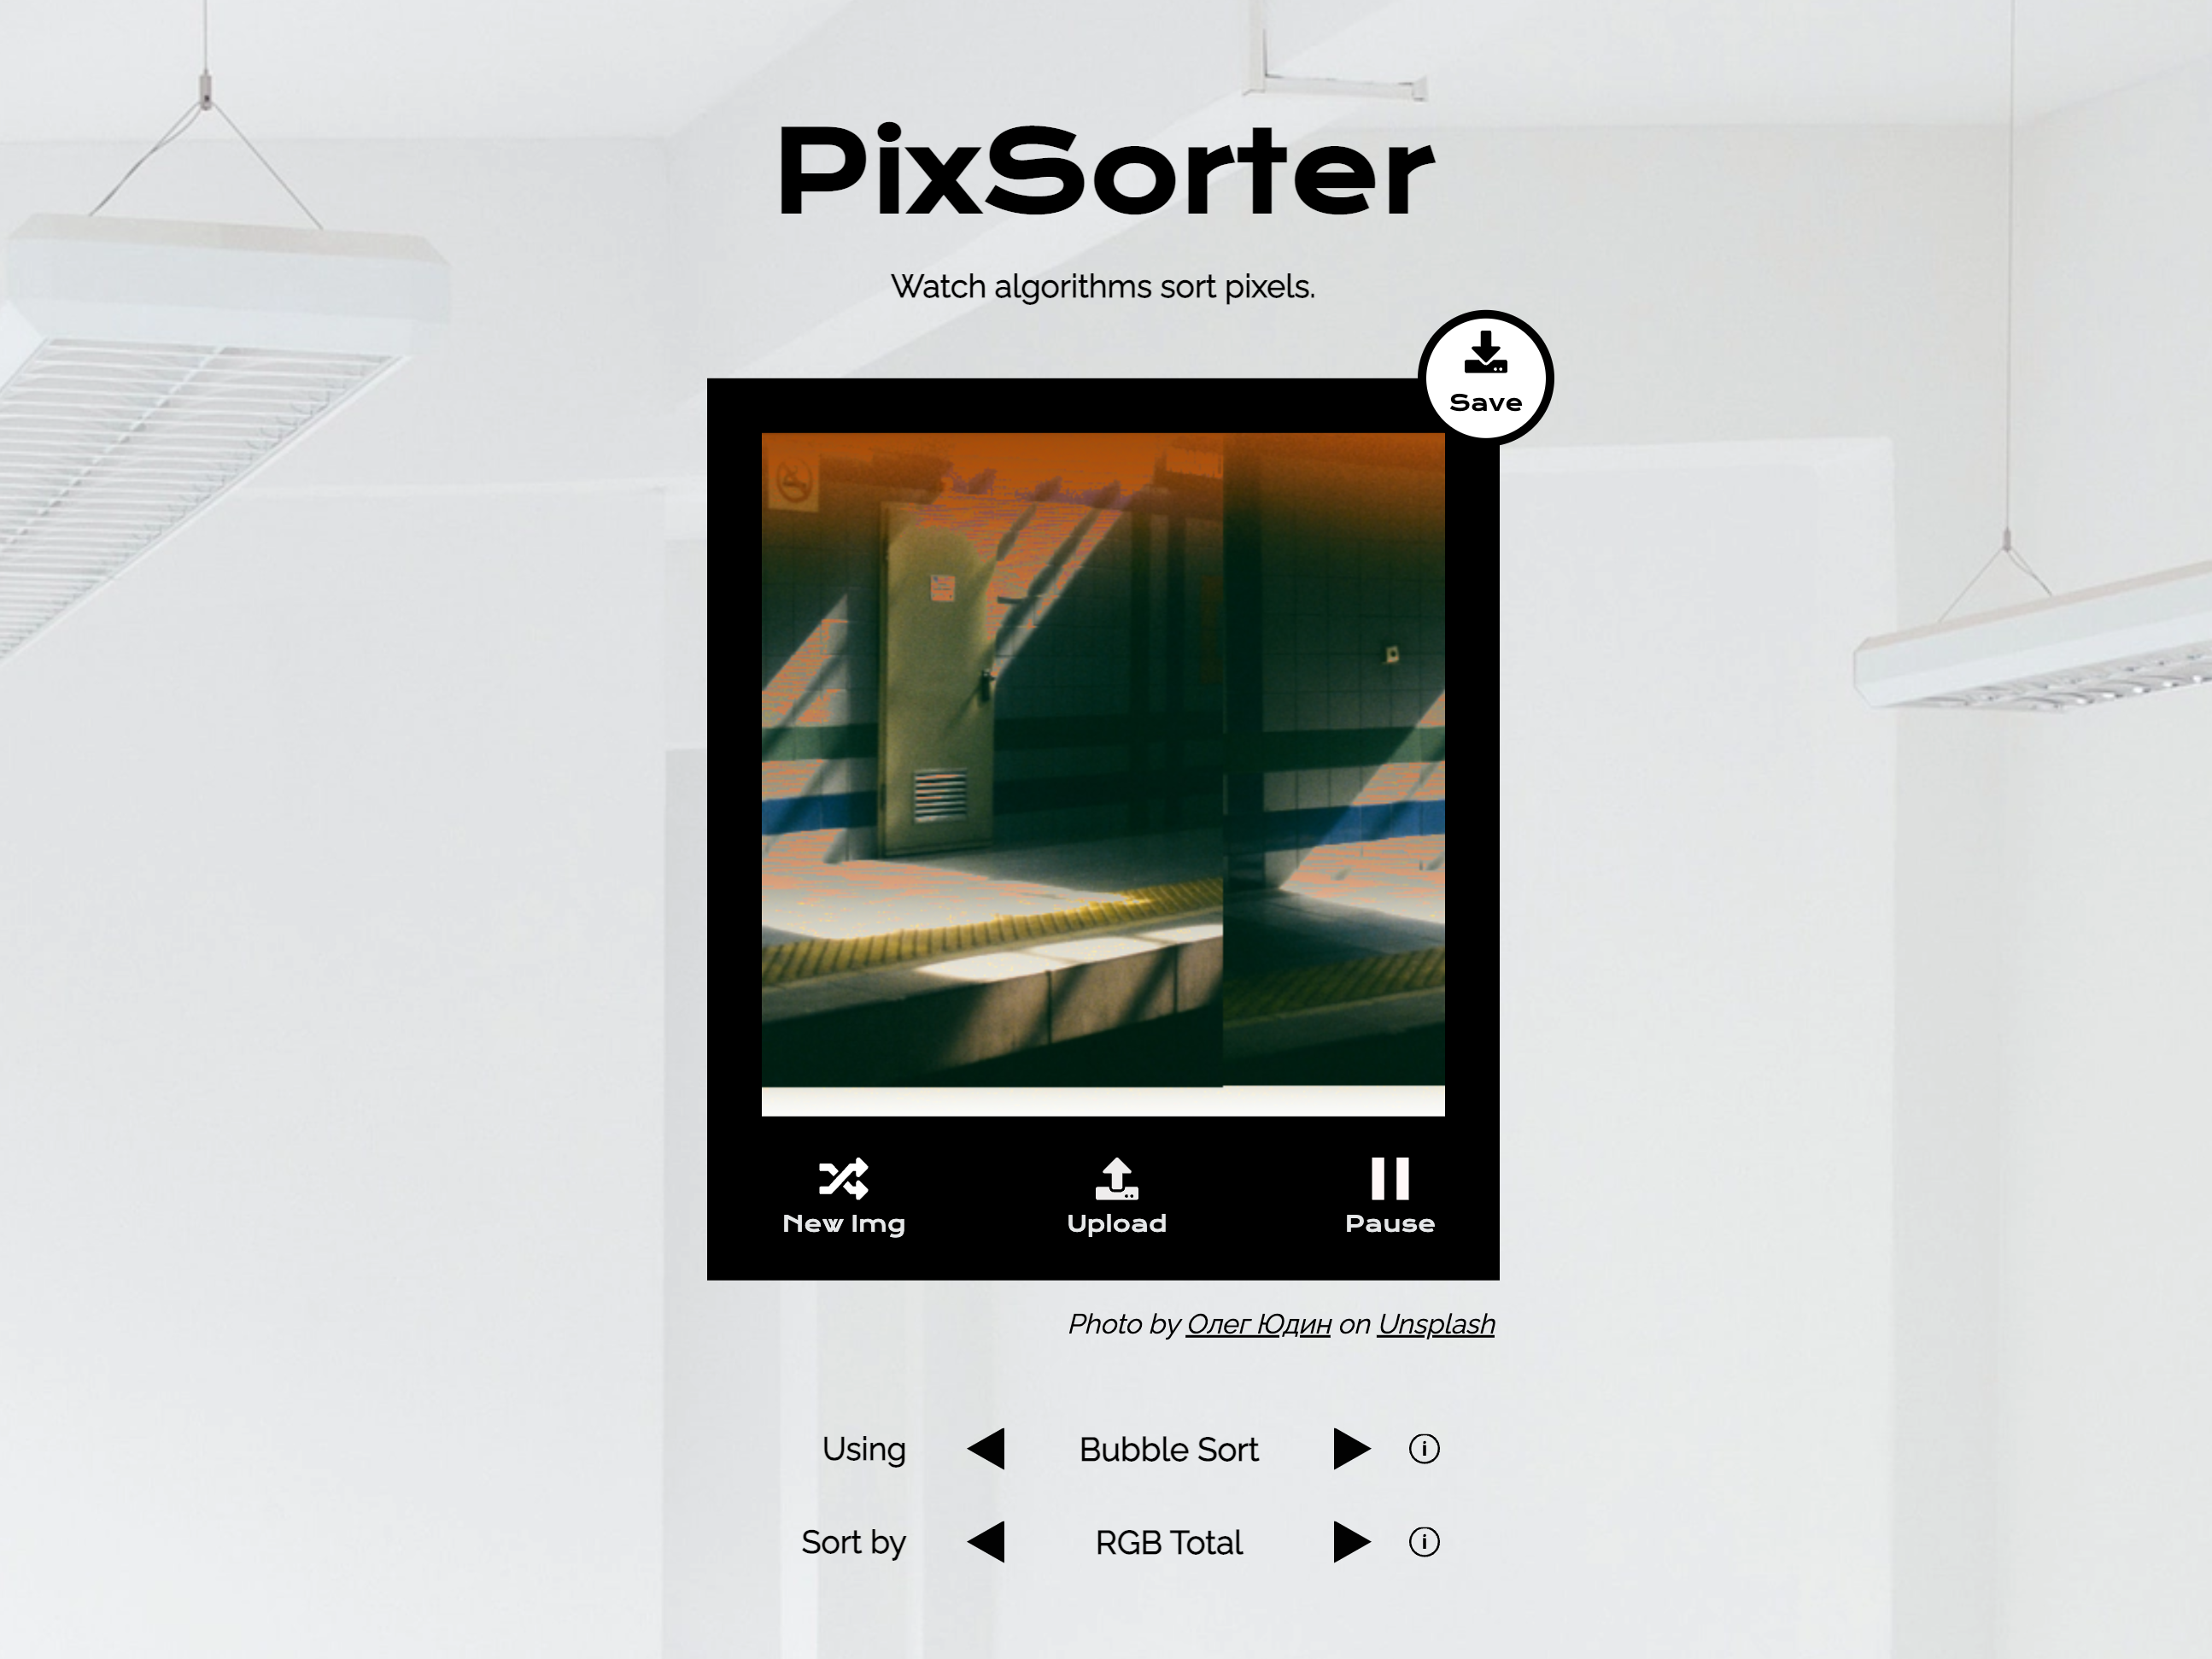 PixSorter
Watch algorithms sort pixels.
Save
New Img
Upload
Pause
Photo by Олег Юдин on Unsplash
Using Bubble Sort
Sort by RGB Total